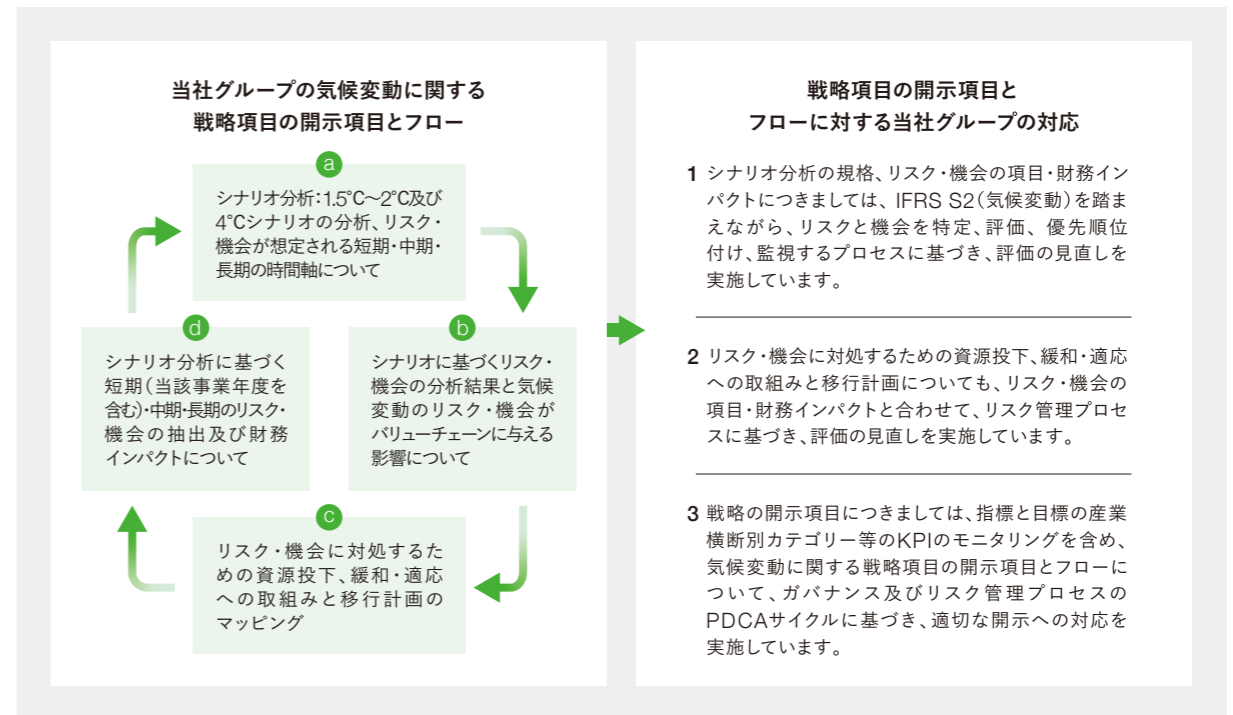 当社グループの気候変動に関する
戦略項目の開示項目とフロー
a
シナリオ分析：1.5℃～2℃及び
4℃シナリオの分析、リスク・
機会が想定される短期・中期・
長期の時間軸について
b
シナリオに基づくリスク・
機会の分析結果と気候
変動のリスク・機会が
バリューチェーンに与える
影響について
c
リスク・機会に対処するた
めの資源投下、緩和・適応
への取組みと移行計画の
マッピング
d
シナリオ分析に基づく
短期（当該事業年度を
含む）・中期・長期のリスク・
機会の抽出及び財務
インパクトについて
戦略項目の開示項目と
フローに対する当社グループの対応
1 シナリオ分析の規格、リスク・機会の項目・財務イン
パクトにつきましては、IFRS S2（気候変動）を踏ま
えながら、リスクと機会を特定、評価、優先順位
付け、監視するプロセスに基づき、評価の見直しを
実施しています。
2 リスク・機会に対処するための資源投下、緩和・適応
への取組みと移行計画についても、リスク・機会の
項目・財務インパクトと合わせて、リスク管理プロセ
スに基づき、評価の見直しを実施しています。
3 戦略の開示項目につきましては、指標と目標の産業
横断別カテゴリー等のKPIのモニタリングを含め、
気候変動に関する戦略項目の開示項目とフローに
ついて、ガバナンス及びリスク管理プロセスの
PDCAサイクルに基づき、適切な開示への対応を
実施しています。